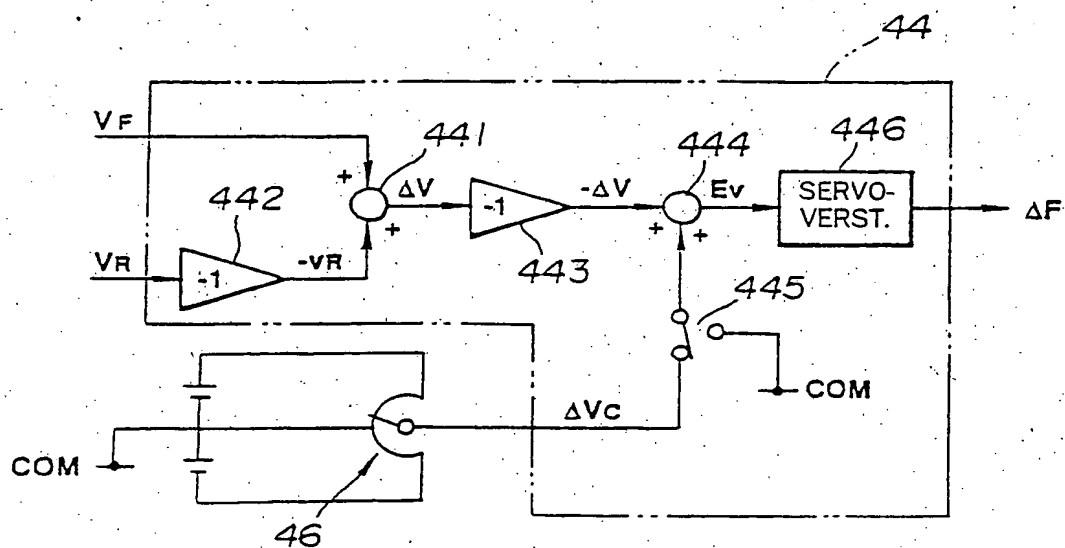 44
VF
441
444
446
+
ΔV
-ΔV
Ev
SERVO-
VERST.
ΔF
442
-1
+
+
+
VR
-1
-VR
443
445
COM
ΔVC
COM
46